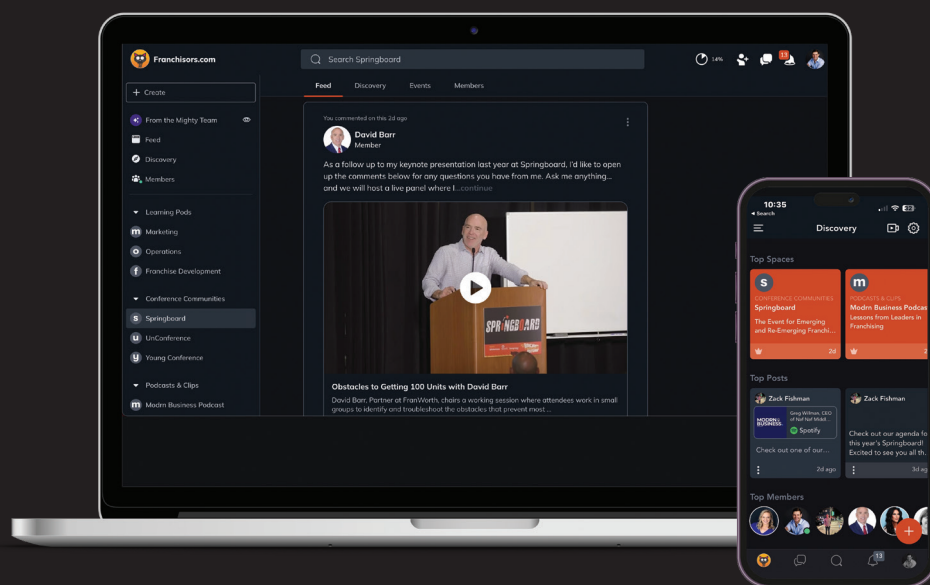 Franchisors.com
Search Springboard
14%
13
+ Create
From the Mighty Team
Feed
Discovery
Members
Learning Pods
m Marketing
o Operations
f Franchise Development
Conference Communities
s Springboard
u UnConference
y Young Conference
Podcasts & Clips
m Modrn Business Podcast
Feed Discovery Events Members
You commented on this 2d ago
David Barr
Member
As a follow up to my keynote presentation last year at Springboard, I'd like to open
up the comments below for any questions you have from me. Ask me anything...
and we will host a live panel where I...continue
SPRINGBOARD
Obstacles to Getting 100 Units with David Barr
David Barr, Partner at FranWorth, chairs a working session where attendees work in small
groups to identify and troubleshoot the obstacles that prevent most...
10:35
Search
Discovery
Top Spaces
s
CONFERENCE COMMUNITIES
Springboard
The Event for Emerging
and Re-Emerging Franchi...
2d
m
PODCASTS & CLIPS
Modrn Business Podcas
Lessons from Leaders in
Franchising
Top Posts
Zack Fishman
MODRN
BUSINESS.
Greg Willman, CEO
of Naf Naf Middl...
Spotify
Check out one of our...
2d ago
Zack Fishman
Check out our agenda fo
this year's Springboard!
Excited to see you all th.
3d ag
Top Members
+
13